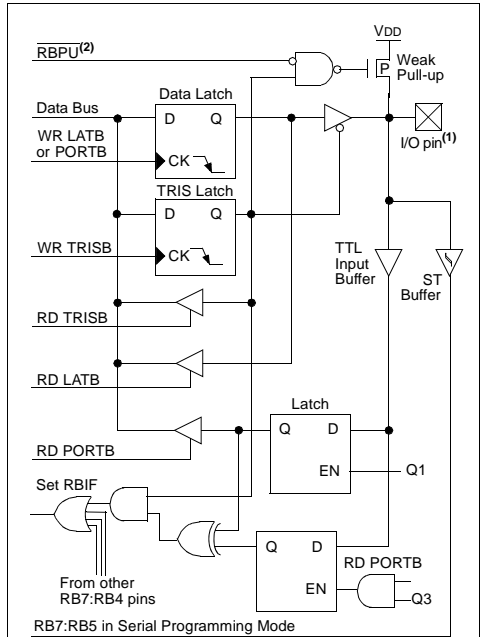 VDD
RBPU(2)
P
Weak
Pull-up
Data Latch
Data Bus
D Q
I/O pin(1)
WR LATB
or PORTB
CK
TRIS Latch
D Q
WR TRISB
CK
TTL
Input
Buffer
ST
Buffer
RD TRISB
RD LATB
Latch
Q D
RD PORTB
EN
Q1
Set RBIF
Q D
RD PORTB
EN
Q3
From other
RB7:RB4 pins
RB7:RB5 in Serial Programming Mode